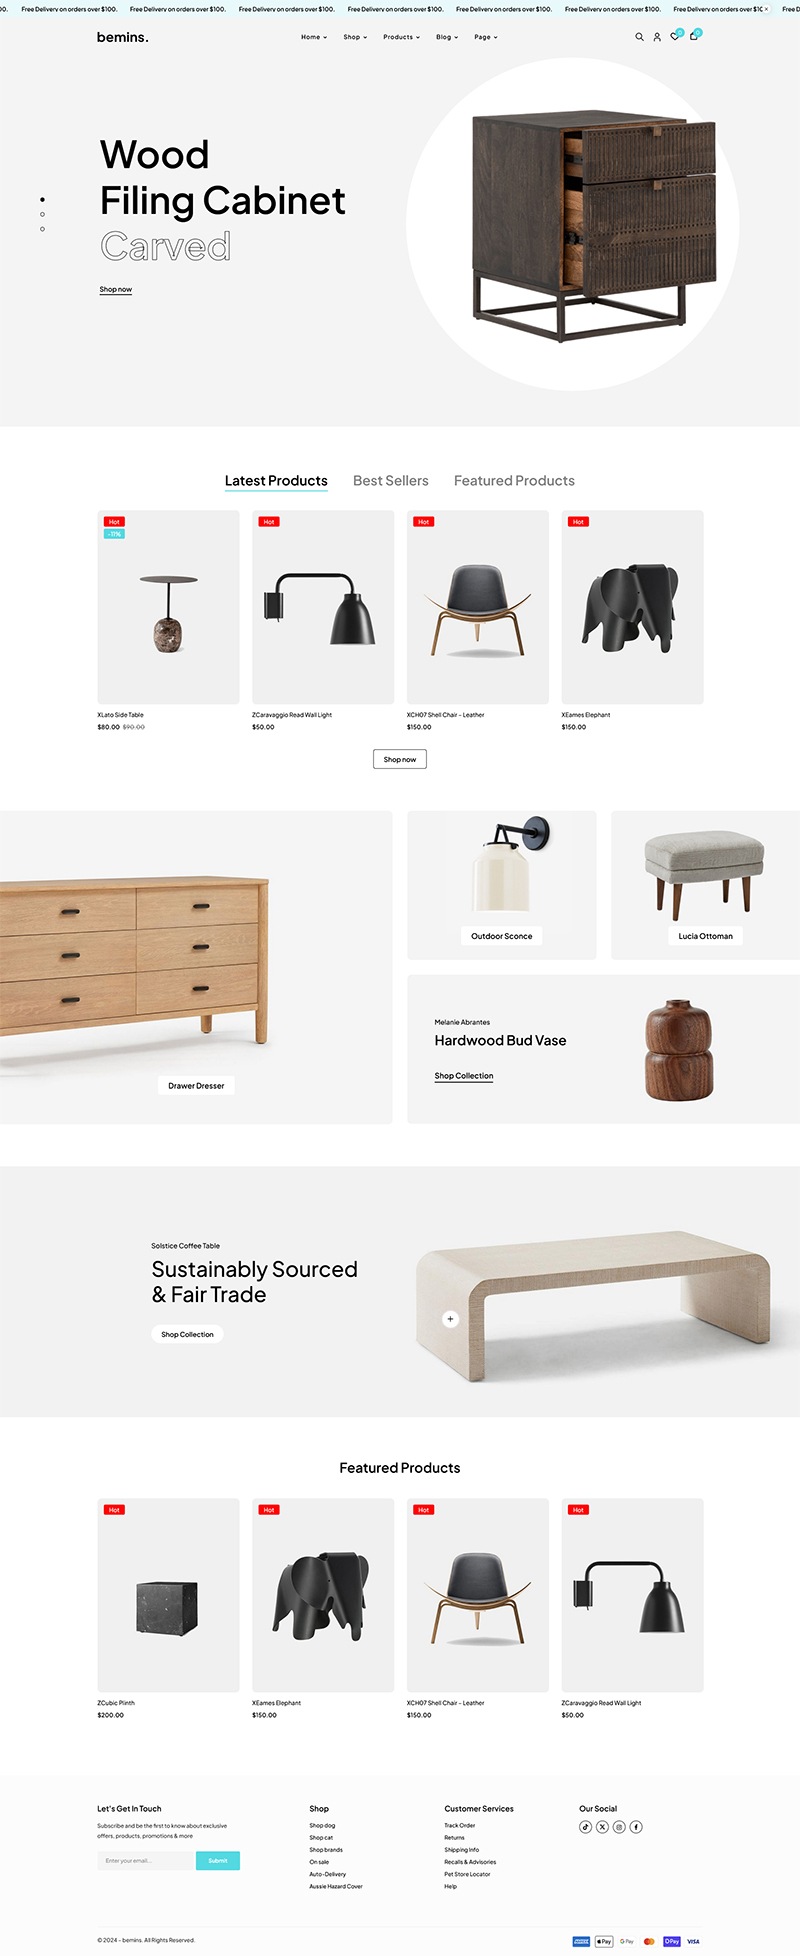 Free Delivery on orders over $100. Free Delivery on orders over $100. Free Delivery on orders over $100. Free Delivery on orders over $100. Free Delivery on orders over $100. Free Delivery on orders over $100.
bemins.
Home Shop Products Blog Page
0 0
Wood
Filing Cabinet
Carved
Shop now
Latest Products Best Sellers Featured Products
Hot Hot Hot Hot
-11%
XLato Side Table ZCaravaggio Read Wall Light XCH07 Shell Chair – Leather XEames Elephant
$80.00 $90.00 $50.00 $150.00 $150.00
Shop now
Outdoor Sconce Lucia Ottoman
Melanie Abrantes
Hardwood Bud Vase
Shop Collection
Drawer Dresser
Solstice Coffee Table
Sustainably Sourced
& Fair Trade
Shop Collection
Featured Products
Hot Hot Hot Hot
ZCubic Plinth XEames Elephant XCH07 Shell Chair – Leather ZCaravaggio Read Wall Light
$200.00 $150.00 $150.00 $50.00
Let's Get In Touch Shop Customer Services Our Social
Subscribe and be the first to know about exclusive
offers, products, promotions & more
Enter your email... Submit
Shop dog
Shop cat
Shop brands
On sale
Auto-Delivery
Aussie Hazard Cover
Track Order
Returns
Shipping Info
Recalls & Advisories
Pet Store Locator
Help
© 2024 - bemins. All Rights Reserved.
Pay G Pay Pay VISA